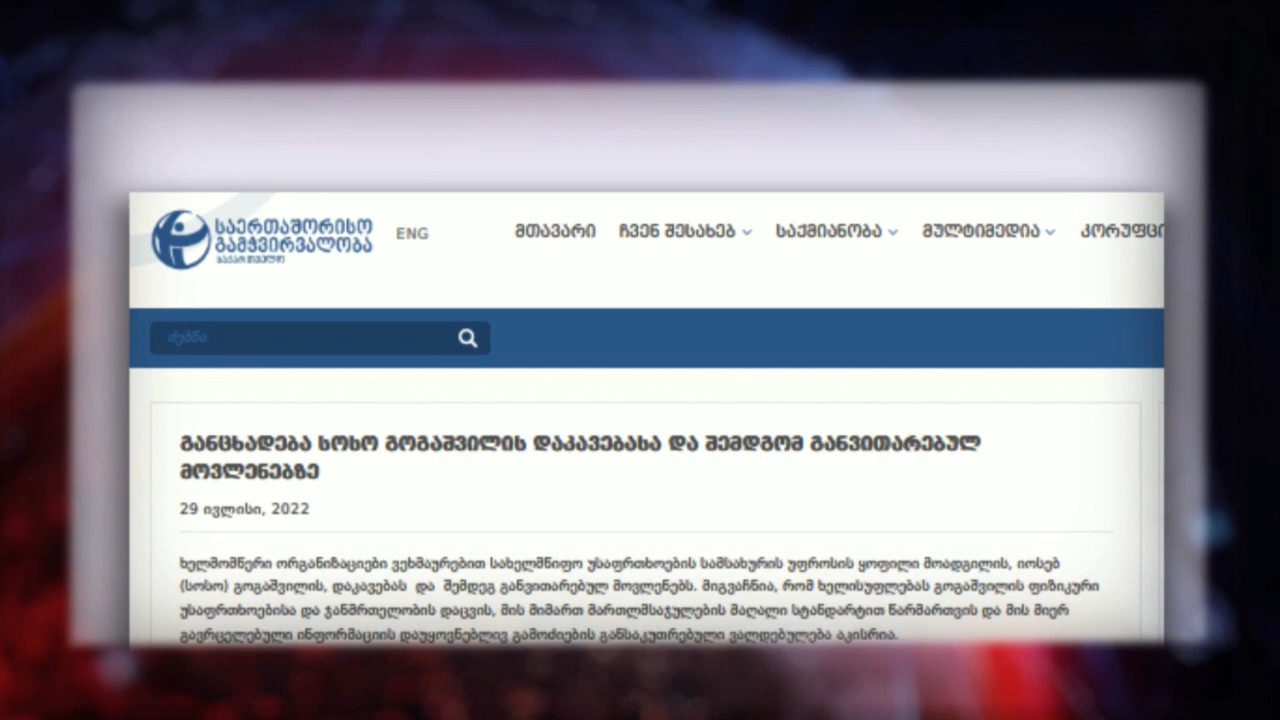 საერთაშორისო
გამჭვირვალობა
საქართველო
ENG
მთავარი ჩვენ შესახებ საქმიანობა მულტიმედია კორუფცი
ძებნა
განცხადება სოსო გოგაშვილის დაკავებასა და შემდგომ განვითარებულ
მოვლენებზე
29 ივლისი, 2022
ხელმომწერი ორგანიზაციები ვეხმაურებით სახელმწიფო უსაფრთხოების სამსახურის უფროსის ყოფილი მოადგილის, იოსებ
(სოსო) გოგაშვილის, დაკავებას და შემდეგ განვითარებულ მოვლენებს. მიგვაჩნია, რომ ხელისუფლებას გოგაშვილის ფიზიკური
უსაფრთხოებისა და ჯანმრთელობის დაცვის, მის მიმართ მართლმსაჯულების მაღალი სტანდარტით წარმართვის და მის მიერ
გავრცელებული ინფორმაციის დაუყოვნებლივ გამოძიების განსაკუთრებული ვალდებულება აკისრია.